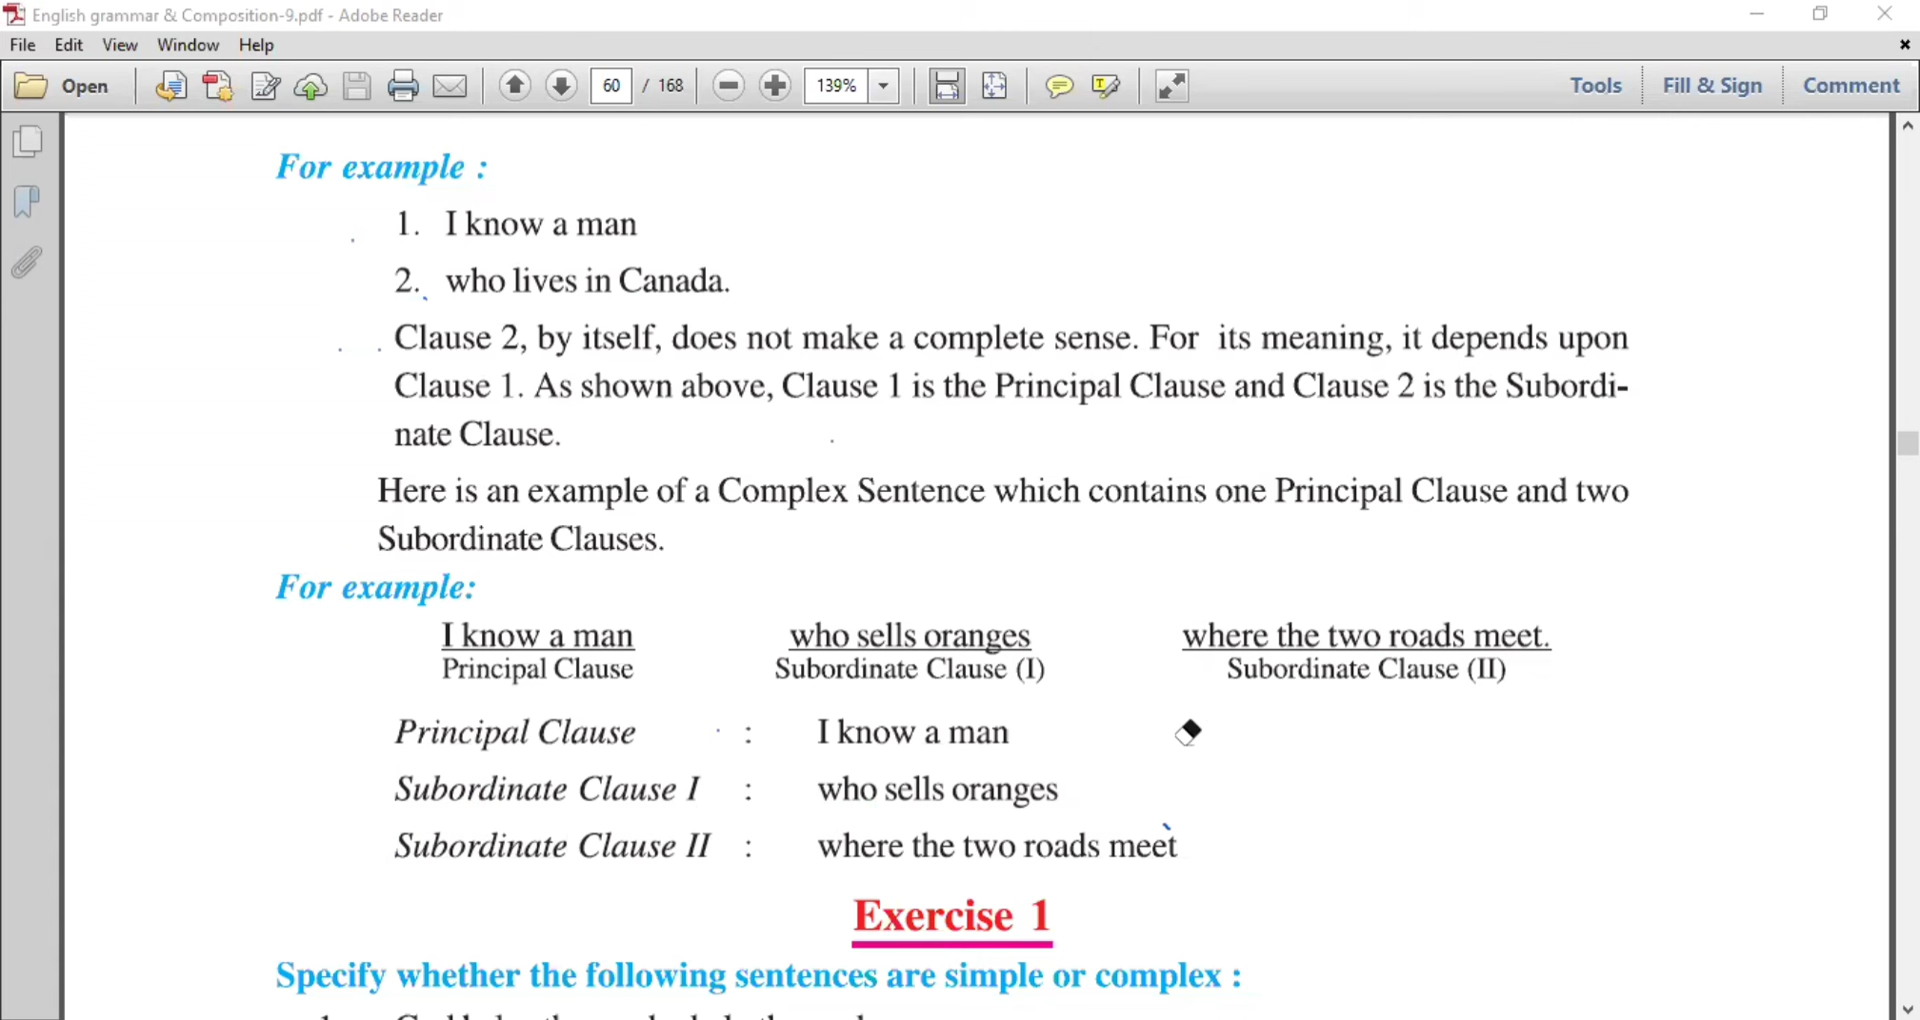 English grammar & Composition-9.pdf - Adobe Reader
File Edit View Window Help
Open 60 / 168 139% Tools Fill & Sign Comment
For example :
1. I know a man
2. who lives in Canada.
Clause 2, by itself, does not make a complete sense. For its meaning, it depends upon
Clause 1. As shown above, Clause 1 is the Principal Clause and Clause 2 is the Subordi-
nate Clause.
Here is an example of a Complex Sentence which contains one Principal Clause and two
Subordinate Clauses.
For example:
I know a man who sells oranges where the two roads meet.
Principal Clause Subordinate Clause (I) Subordinate Clause (II)
Principal Clause : I know a man
Subordinate Clause I : who sells oranges
Subordinate Clause II : where the two roads meet
Exercise 1
Specify whether the following sentences are simple or complex :